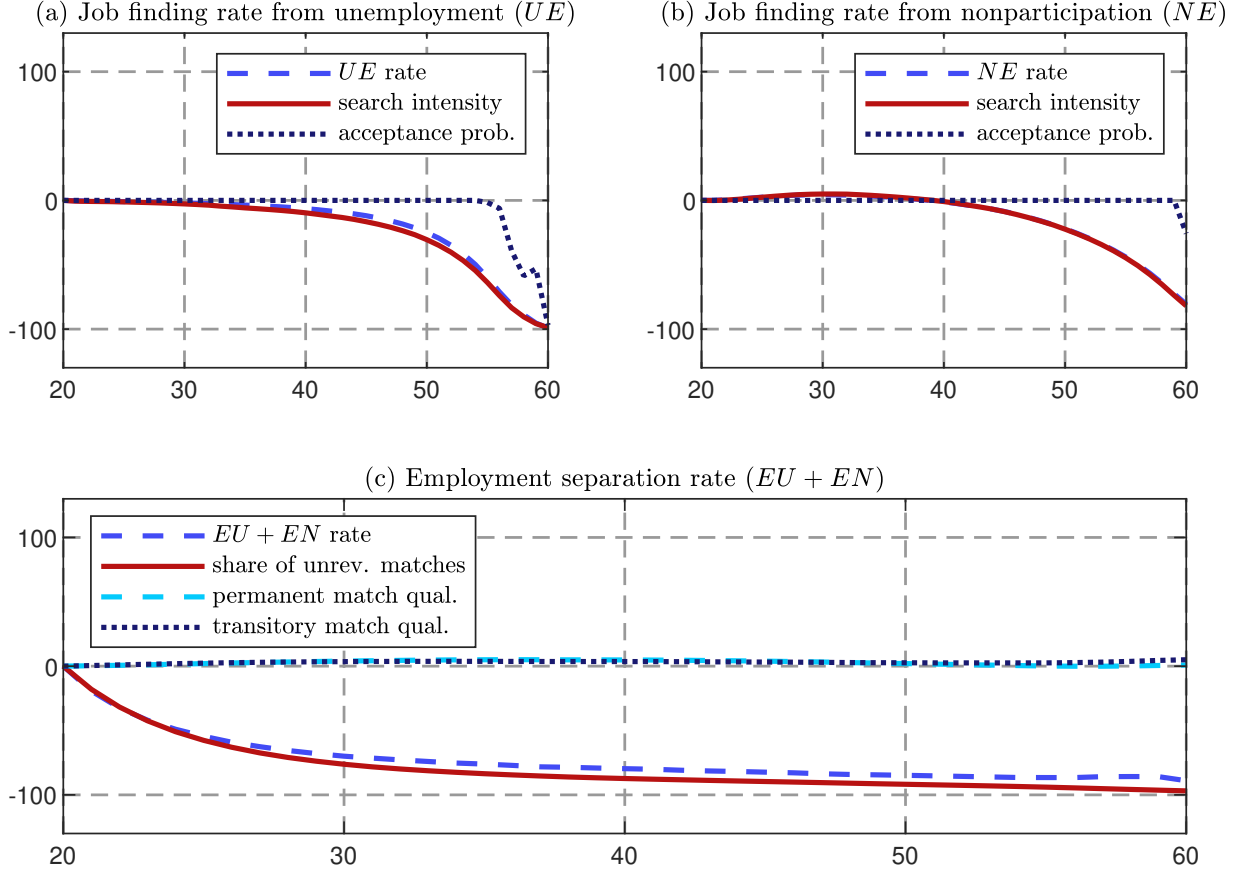 (a) Job finding rate from unemployment (UE)
100
0
-100
UE rate
search intensity
acceptance prob.
20 30 40 50 60
(b) Job finding rate from nonparticipation (NE)
100
0
-100
NE rate
search intensity
acceptance prob.
20 30 40 50 60
(c) Employment separation rate (EU + EN)
100
0
-100
EU + EN rate
share of unrev. matches
permanent match qual.
transitory match qual.
20 30 40 50 60